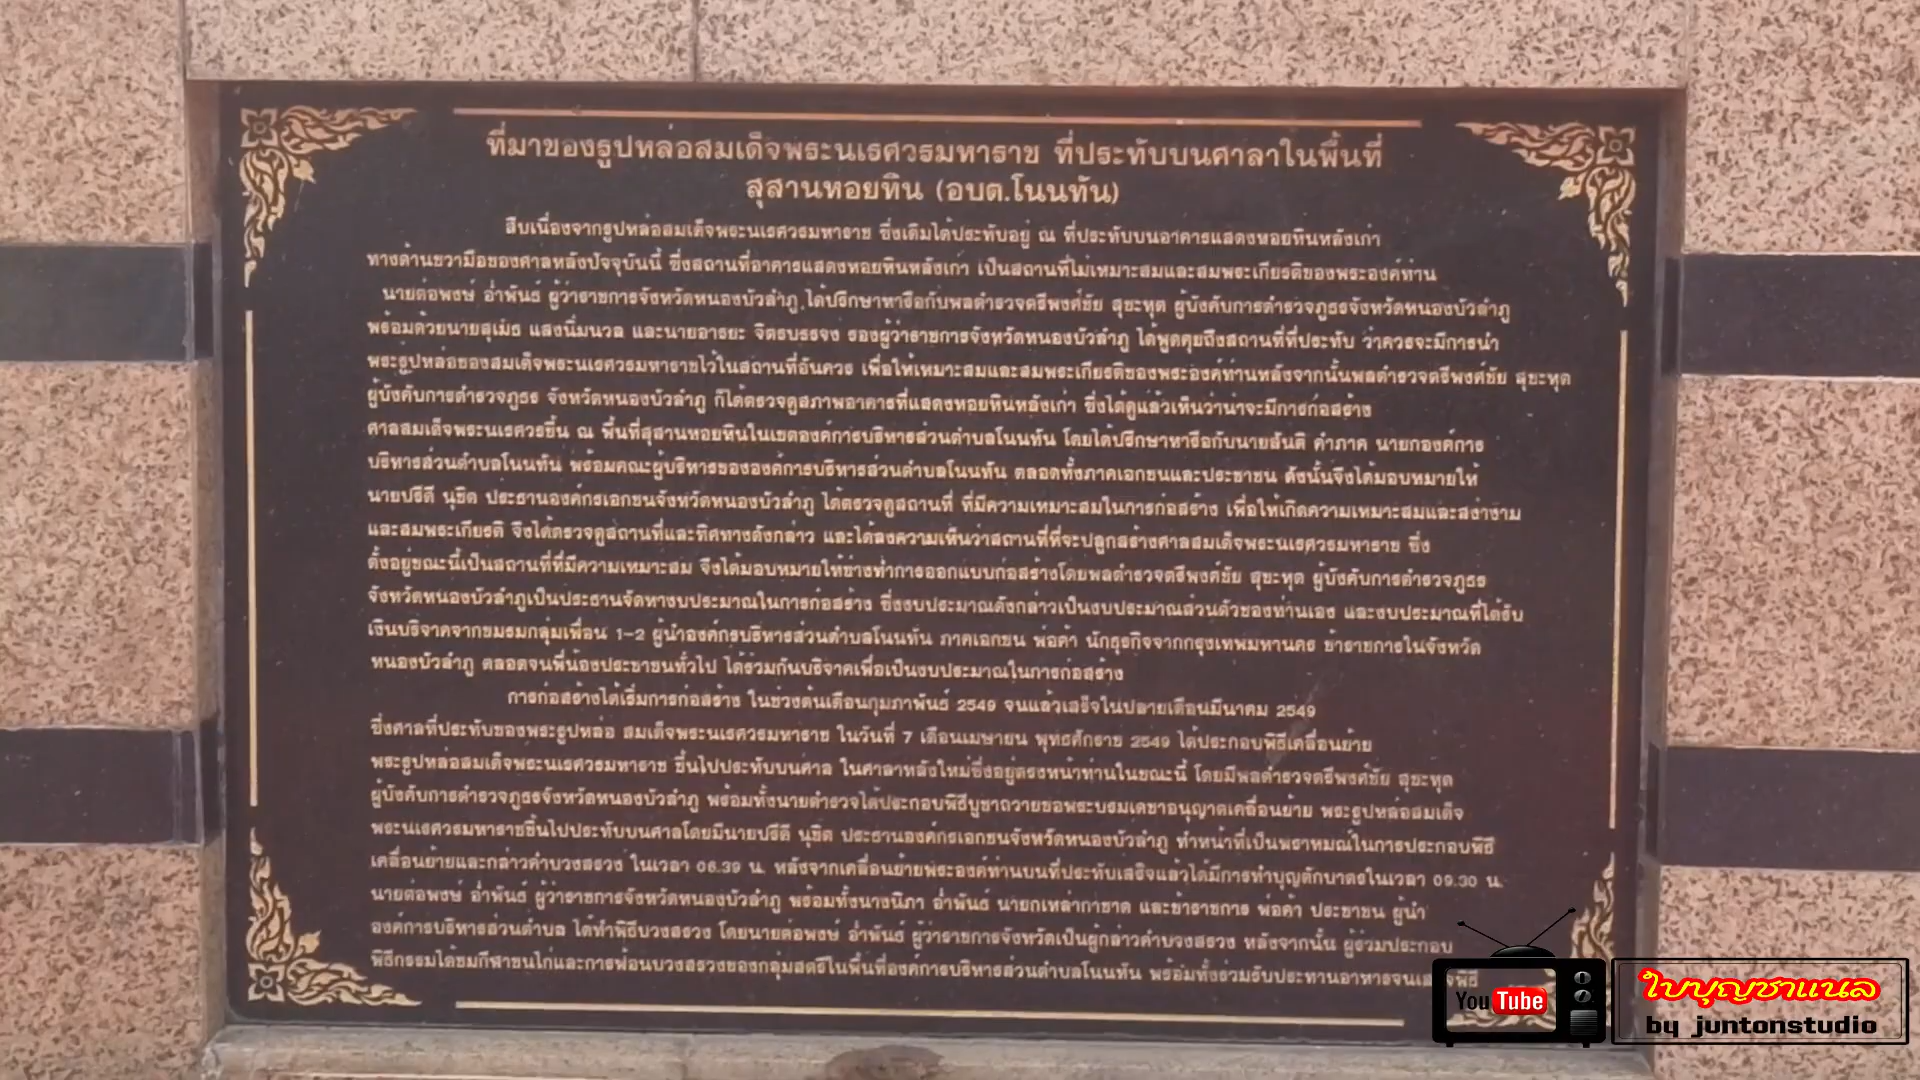 ที่มาของรูปหล่อสมเด็จพระนเรศวรมหาราช ที่ประทับบนศาลาในพื้นที่
สุสานหอยหิน (อบต.โนนทัน)
สืบเนื่องจากรูปหล่อสมเด็จพระนเรศวรมหาราช ซึ่งเดิมได้ประทับอยู่ ณ ที่ประทับบนอาคารแสดงหอยหินหลังเก่า
ทางด้านขวามือของศาลหลังปัจจุบันนี้ ซึ่งสถานที่อาคารแสดงหอยหินหลังเก่า เป็นสถานที่ไม่เหมาะสมและสมพระเกียรติของพระองค์ท่าน
นายต่อพงษ์ อ่ำพันธ์ ผู้ว่าราชการจังหวัดหนองบัวลำภู ได้ปรึกษาหารือกับพลตำรวจตรีพงศ์ชัย สุขะหุต ผู้บังคับการตำรวจภูธรจังหวัดหนองบัวลำภู
พร้อมด้วยนายสุเมธ แสงนิ่มนวล และนายอารยะ จิตรบรรจง รองผู้ว่าราชการจังหวัดหนองบัวลำภู ได้พูดคุยถึงสถานที่ที่ประทับ ว่าควรจะมีการนำ
พระรูปหล่อของสมเด็จพระนเรศวรมหาราชไว้ในสถานที่อันควร เพื่อให้เหมาะสมและสมพระเกียรติของพระองค์ท่านหลังจากนั้นพลตำรวจตรีพงศ์ชัย สุขะหุต
ผู้บังคับการตำรวจภูธร จังหวัดหนองบัวลำภู ก็ได้ตรวจดูสภาพอาคารที่แสดงหอยหินหลังเก่า ซึ่งได้ดูแล้วเห็นว่าน่าจะมีการก่อสร้าง
ศาลสมเด็จพระนเรศวรขึ้น ณ พื้นที่สุสานหอยหินในเขตองค์การบริหารส่วนตำบลโนนทัน โดยได้ปรึกษาหารือกับนายสันติ คำภาค นายกองค์การ
บริหารส่วนตำบลโนนทัน พร้อมคณะผู้บริหารขององค์การบริหารส่วนตำบลโนนทัน ตลอดทั้งภาคเอกชนและประชาชน ดังนั้นจึงได้มอบหมายให้
นายปรีดี นุชิต ประธานองค์กรเอกชนจังหวัดหนองบัวลำภู ได้ตรวจดูสถานที่ ที่มีความเหมาะสมในการก่อสร้าง เพื่อให้เกิดความเหมาะสมและสง่างาม
และสมพระเกียรติ จึงได้ตรวจดูสถานที่และทิศทางดังกล่าว และได้ลงความเห็นว่าสถานที่ที่จะปลูกสร้างศาลสมเด็จพระนเรศวรมหาราช ซึ่ง
ตั้งอยู่ขณะนี้เป็นสถานที่ที่มีความเหมาะสม จึงได้มอบหมายให้ช่างทำการออกแบบก่อสร้างโดยพลตำรวจตรีพงศ์ชัย สุขะหุต ผู้บังคับการตำรวจภูธร
จังหวัดหนองบัวลำภูเป็นประธานจัดหางบประมาณในการก่อสร้าง ซึ่งงบประมาณดังกล่าวเป็นงบประมาณส่วนตัวของท่านเอง และงบประมาณที่ได้รับ
เงินบริจาคจากชมรมกลุ่มเพื่อน 1-2 ผู้นำองค์กรบริหารส่วนตำบลโนนทัน ภาคเอกชน พ่อค้า นักธุรกิจจากกรุงเทพมหานคร ข้าราชการในจังหวัด
หนองบัวลำภู ตลอดจนพี่น้องประชาชนทั่วไป ได้ร่วมกันบริจาคเพื่อเป็นงบประมาณในการก่อสร้าง
การก่อสร้างได้เริ่มการก่อสร้าง ในช่วงต้นเดือนกุมภาพันธ์ 2549 จนแล้วเสร็จในปลายเดือนมีนาคม 2549
ซึ่งศาลที่ประทับของพระรูปหล่อ สมเด็จพระนเรศวรมหาราช ในวันที่ 7 เดือนเมษายน พุทธศักราช 2549 ได้ประกอบพิธีเคลื่อนย้าย
พระรูปหล่อสมเด็จพระนเรศวรมหาราช ขึ้นไปประทับบนศาล ในศาลาหลังใหม่ซึ่งอยู่ตรงหน้าท่านในขณะนี้ โดยมีพลตำรวจตรีพงศ์ชัย สุขะหุต
ผู้บังคับการตำรวจภูธรจังหวัดหนองบัวลำภู พร้อมทั้งนายตำรวจได้ประกอบพิธีบูชาถวายขอพระบรมเดชานุญาตเคลื่อนย้าย พระรูปหล่อสมเด็จ
พระนเรศวรมหาราชขึ้นไปประทับบนศาลโดยมีนายปรีดี นุชิต ประธานองค์กรเอกชนจังหวัดหนองบัวลำภู ทำหน้าที่เป็นพราหมณ์ในการประกอบพิธี
เคลื่อนย้ายและกล่าวคำบวงสรวง ในเวลา 06.39 น. หลังจากเคลื่อนย้ายพระองค์ท่านบนที่ประทับเสร็จแล้วได้มีการทำบุญตักบาตรในเวลา 09.30 น.
นายต่อพงษ์ อ่ำพันธ์ ผู้ว่าราชการจังหวัดหนองบัวลำภู พร้อมทั้งนางนิภา อ่ำพันธ์ นายกเหล่ากาชาด และข้าราชการ พ่อค้า ประชาชน ผู้นำ
องค์การบริหารส่วนตำบล ได้ทำพิธีบวงสรวง โดยนายต่อพงษ์ อ่ำพันธ์ ผู้ว่าราชการจังหวัดเป็นผู้กล่าวคำบวงสรวง หลังจากนั้น ผู้ร่วมประกอบ
พิธีกรรมได้ชมกีฬาชนไก่และการฟ้อนบวงสรวงของกลุ่มสตรีในพื้นที่องค์การบริหารส่วนตำบลโนนทัน พร้อมทั้งร่วมรับประทานอาหารจน
YouTube
ใบบุญชาแนล
by juntonstudio